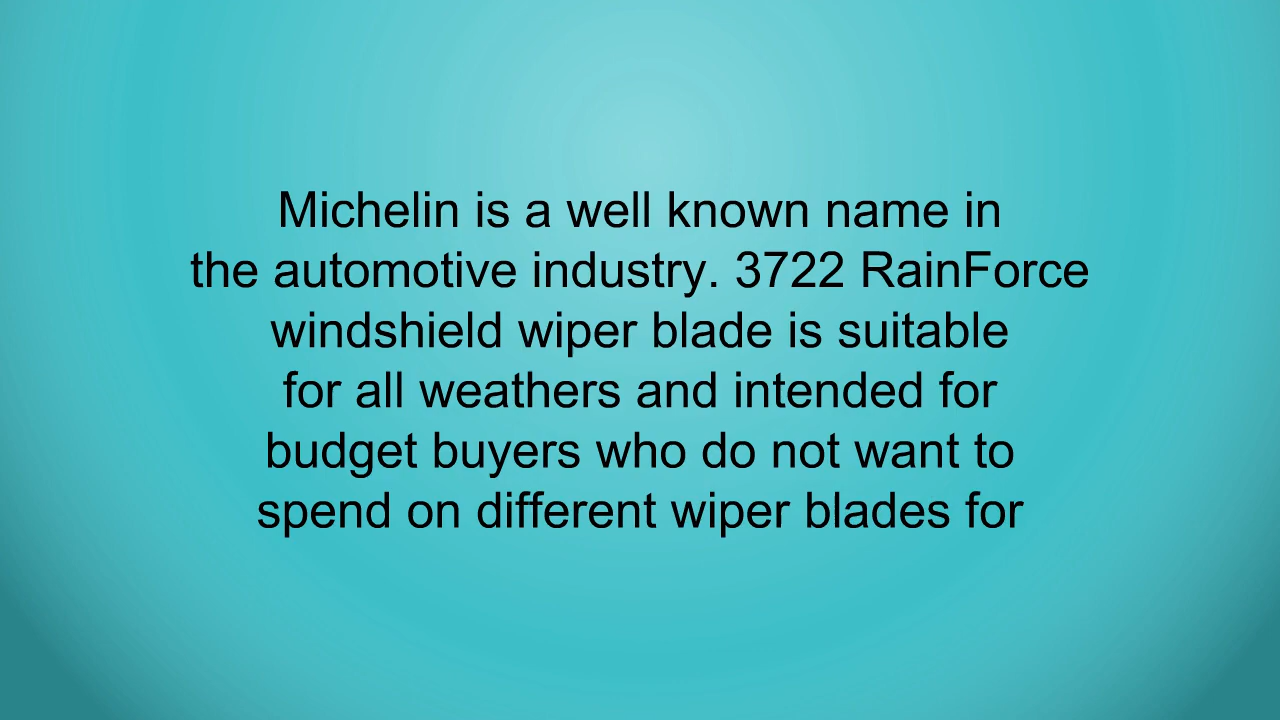 Michelin is a well known name in
the automotive industry. 3722 RainForce
windshield wiper blade is suitable
for all weathers and intended for
budget buyers who do not want to
spend on different wiper blades for